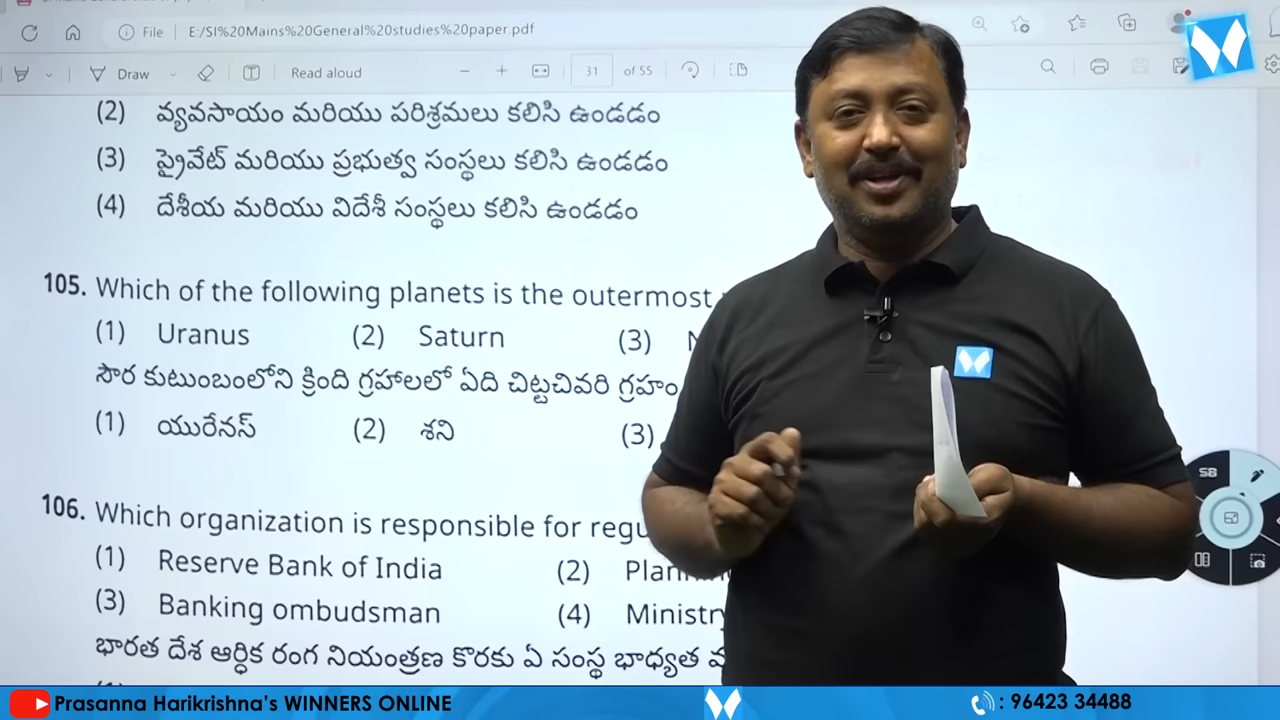 File E:/SI%20Mains%20General%20studies%20paper.pdf
Draw Read aloud 31 of 55
(2) వ్యవసాయం మరియు పరిశ్రమలు కలిసి ఉండడం
(3) ప్రైవేట్ మరియు ప్రభుత్వ సంస్థలు కలిసి ఉండడం
(4) దేశీయ మరియు విదేశీ సంస్థలు కలిసి ఉండడం
105. Which of the following planets is the outermost
(1) Uranus (2) Saturn (3) N
సౌర కుటుంబంలోని క్రింది గ్రహాలలో ఏది చిట్టచివరి గ్రహం
(1) యురేనస్ (2) శని (3)
106. Which organization is responsible for regu
(1) Reserve Bank of India (2) Plan
(3) Banking ombudsman (4) Ministry
భారత దేశ ఆర్ధిక రంగ నియంత్రణ కొరకు ఏ సంస్థ భాధ్యత
SB
Prasanna Harikrishna's WINNERS ONLINE : 96423 34488